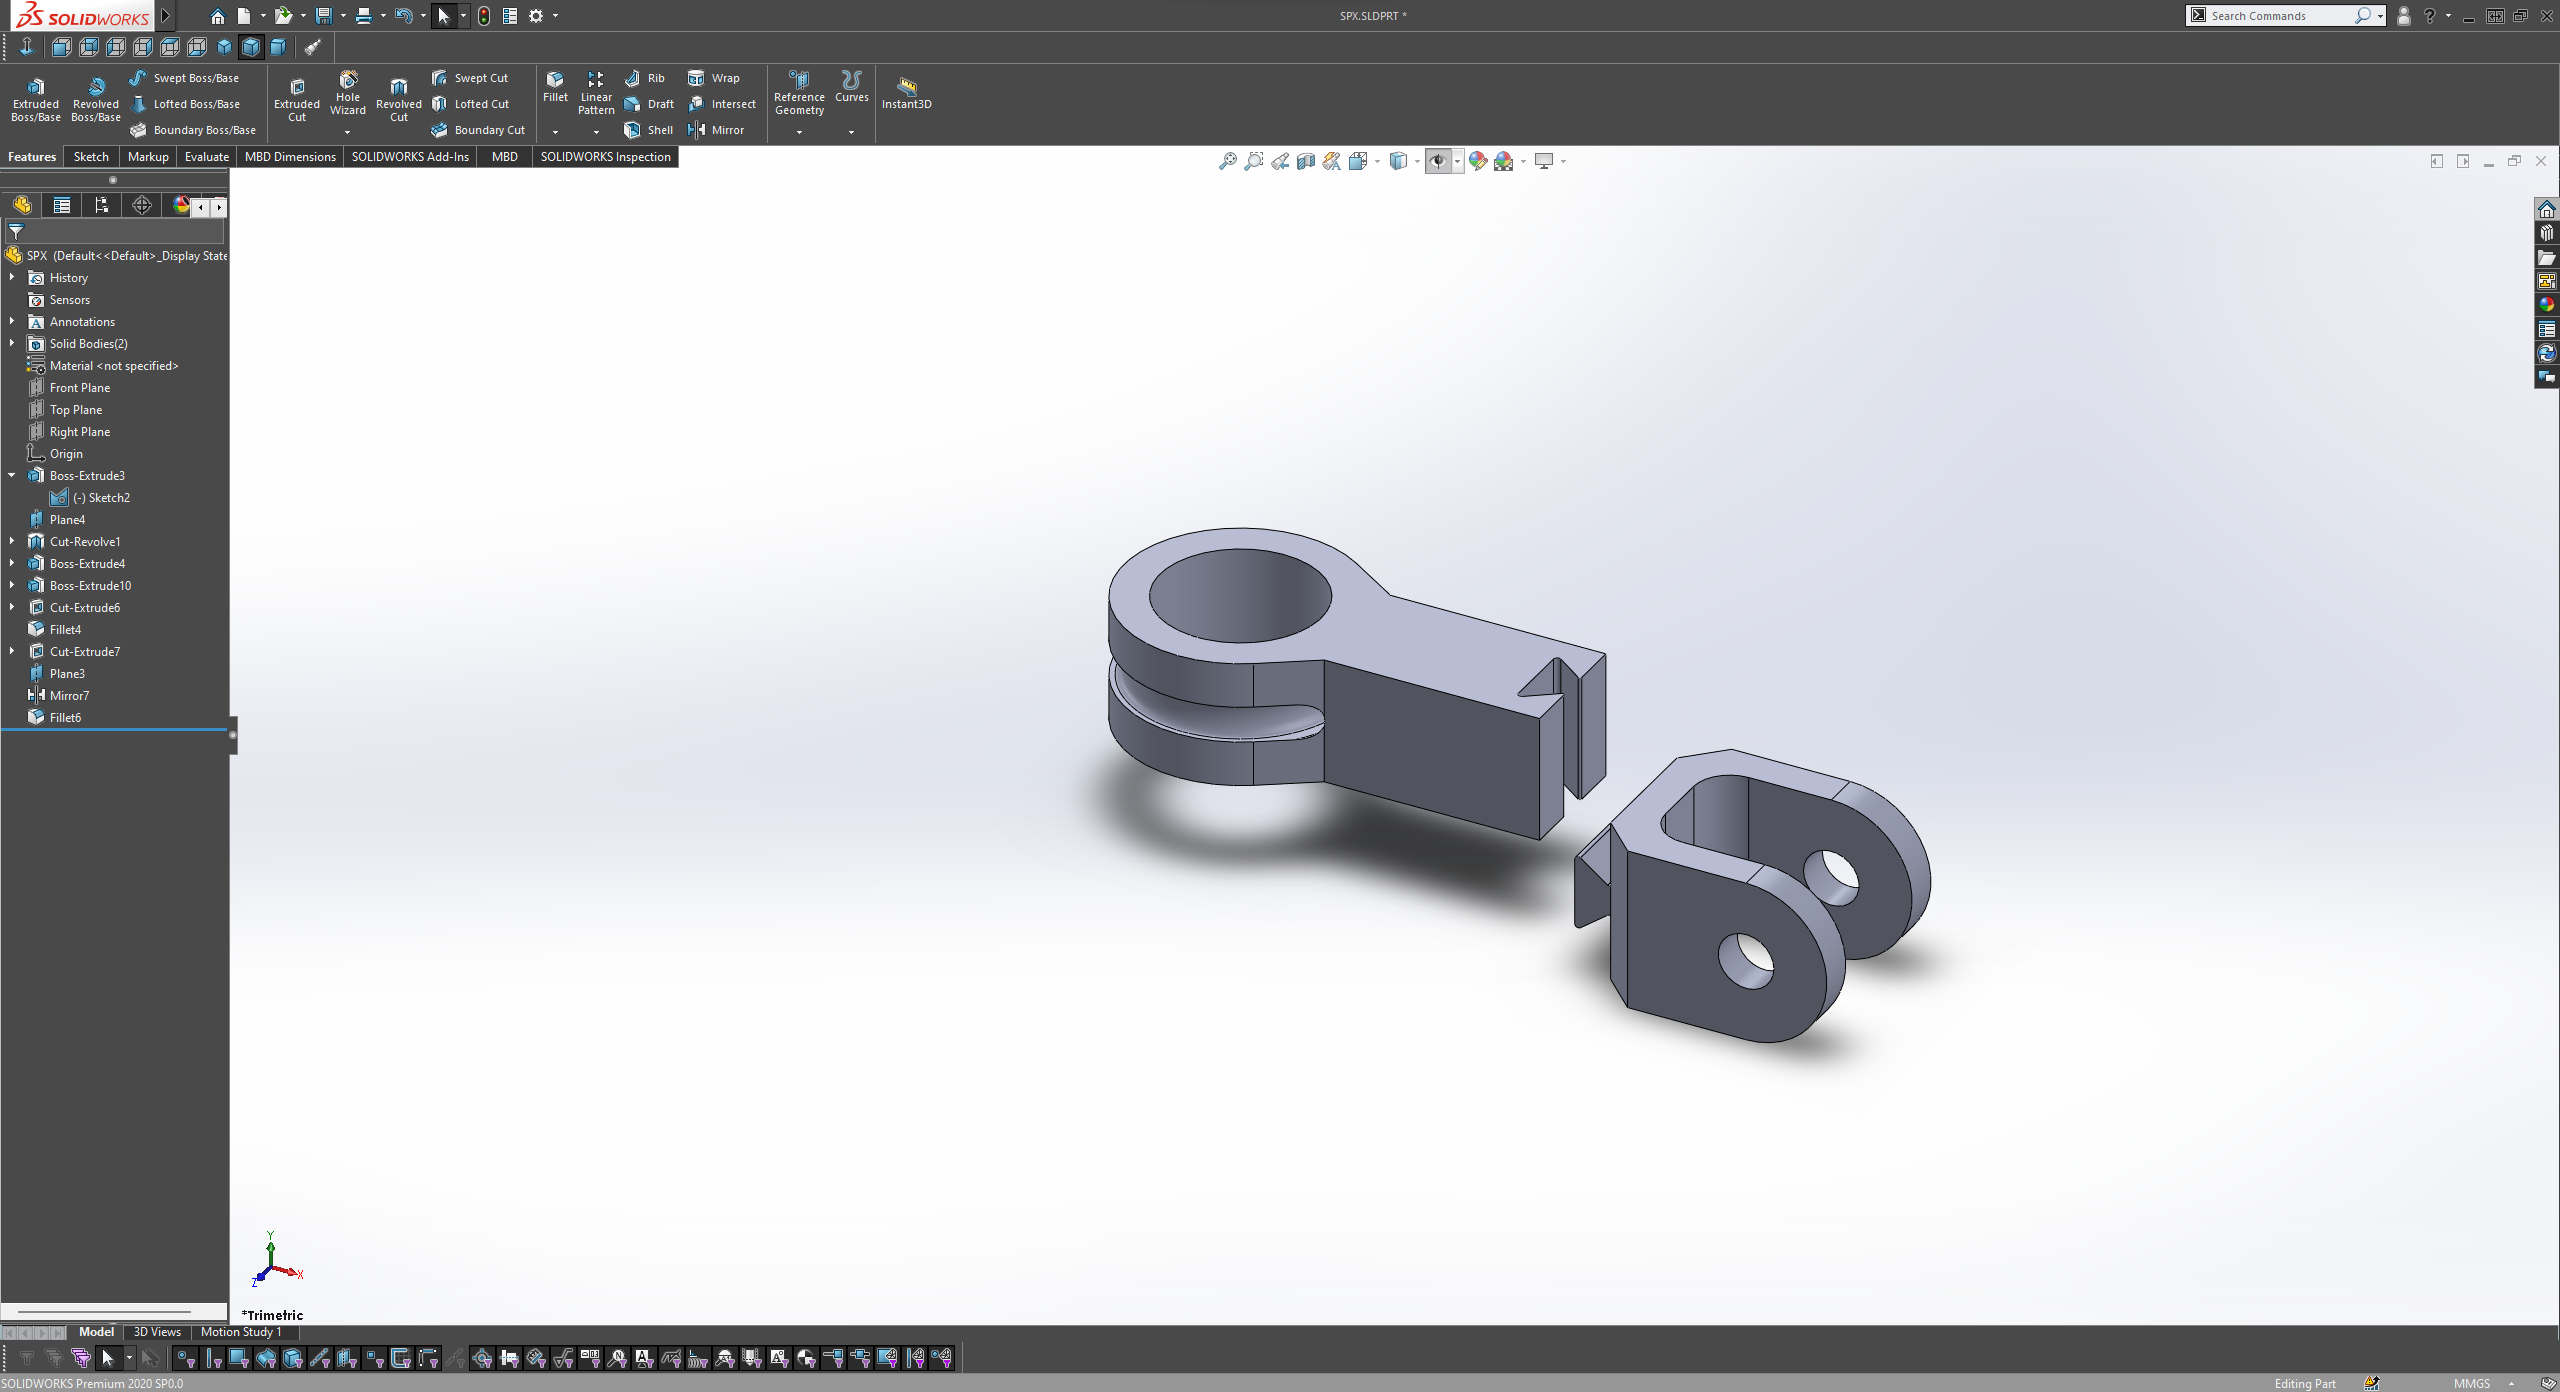 SOLIDWORKS
SPX.SLDPRT *
Search Commands
Extruded Boss/Base
Revolved Boss/Base
Swept Boss/Base
Lofted Boss/Base
Boundary Boss/Base
Extruded Cut
Hole Wizard
Revolved Cut
Swept Cut
Lofted Cut
Boundary Cut
Fillet
Linear Pattern
Rib
Draft
Shell
Wrap
Intersect
Mirror
Reference Geometry
Curves
Instant3D
Features
Sketch
Markup
Evaluate
MBD Dimensions
SOLIDWORKS Add-Ins
MBD
SOLIDWORKS Inspection
SPX (Default<<Default>_Display State
History
Sensors
Annotations
Solid Bodies(2)
Material <not specified>
Front Plane
Top Plane
Right Plane
Origin
Boss-Extrude3
(-) Sketch2
Plane4
Cut-Revolve1
Boss-Extrude4
Boss-Extrude10
Cut-Extrude6
Fillet4
Cut-Extrude7
Plane3
Mirror7
Fillet6
Y
X
Z
*Trimetric
Model
3D Views
Motion Study 1
SOLIDWORKS Premium 2020 SP0.0
Editing Part
MMGS